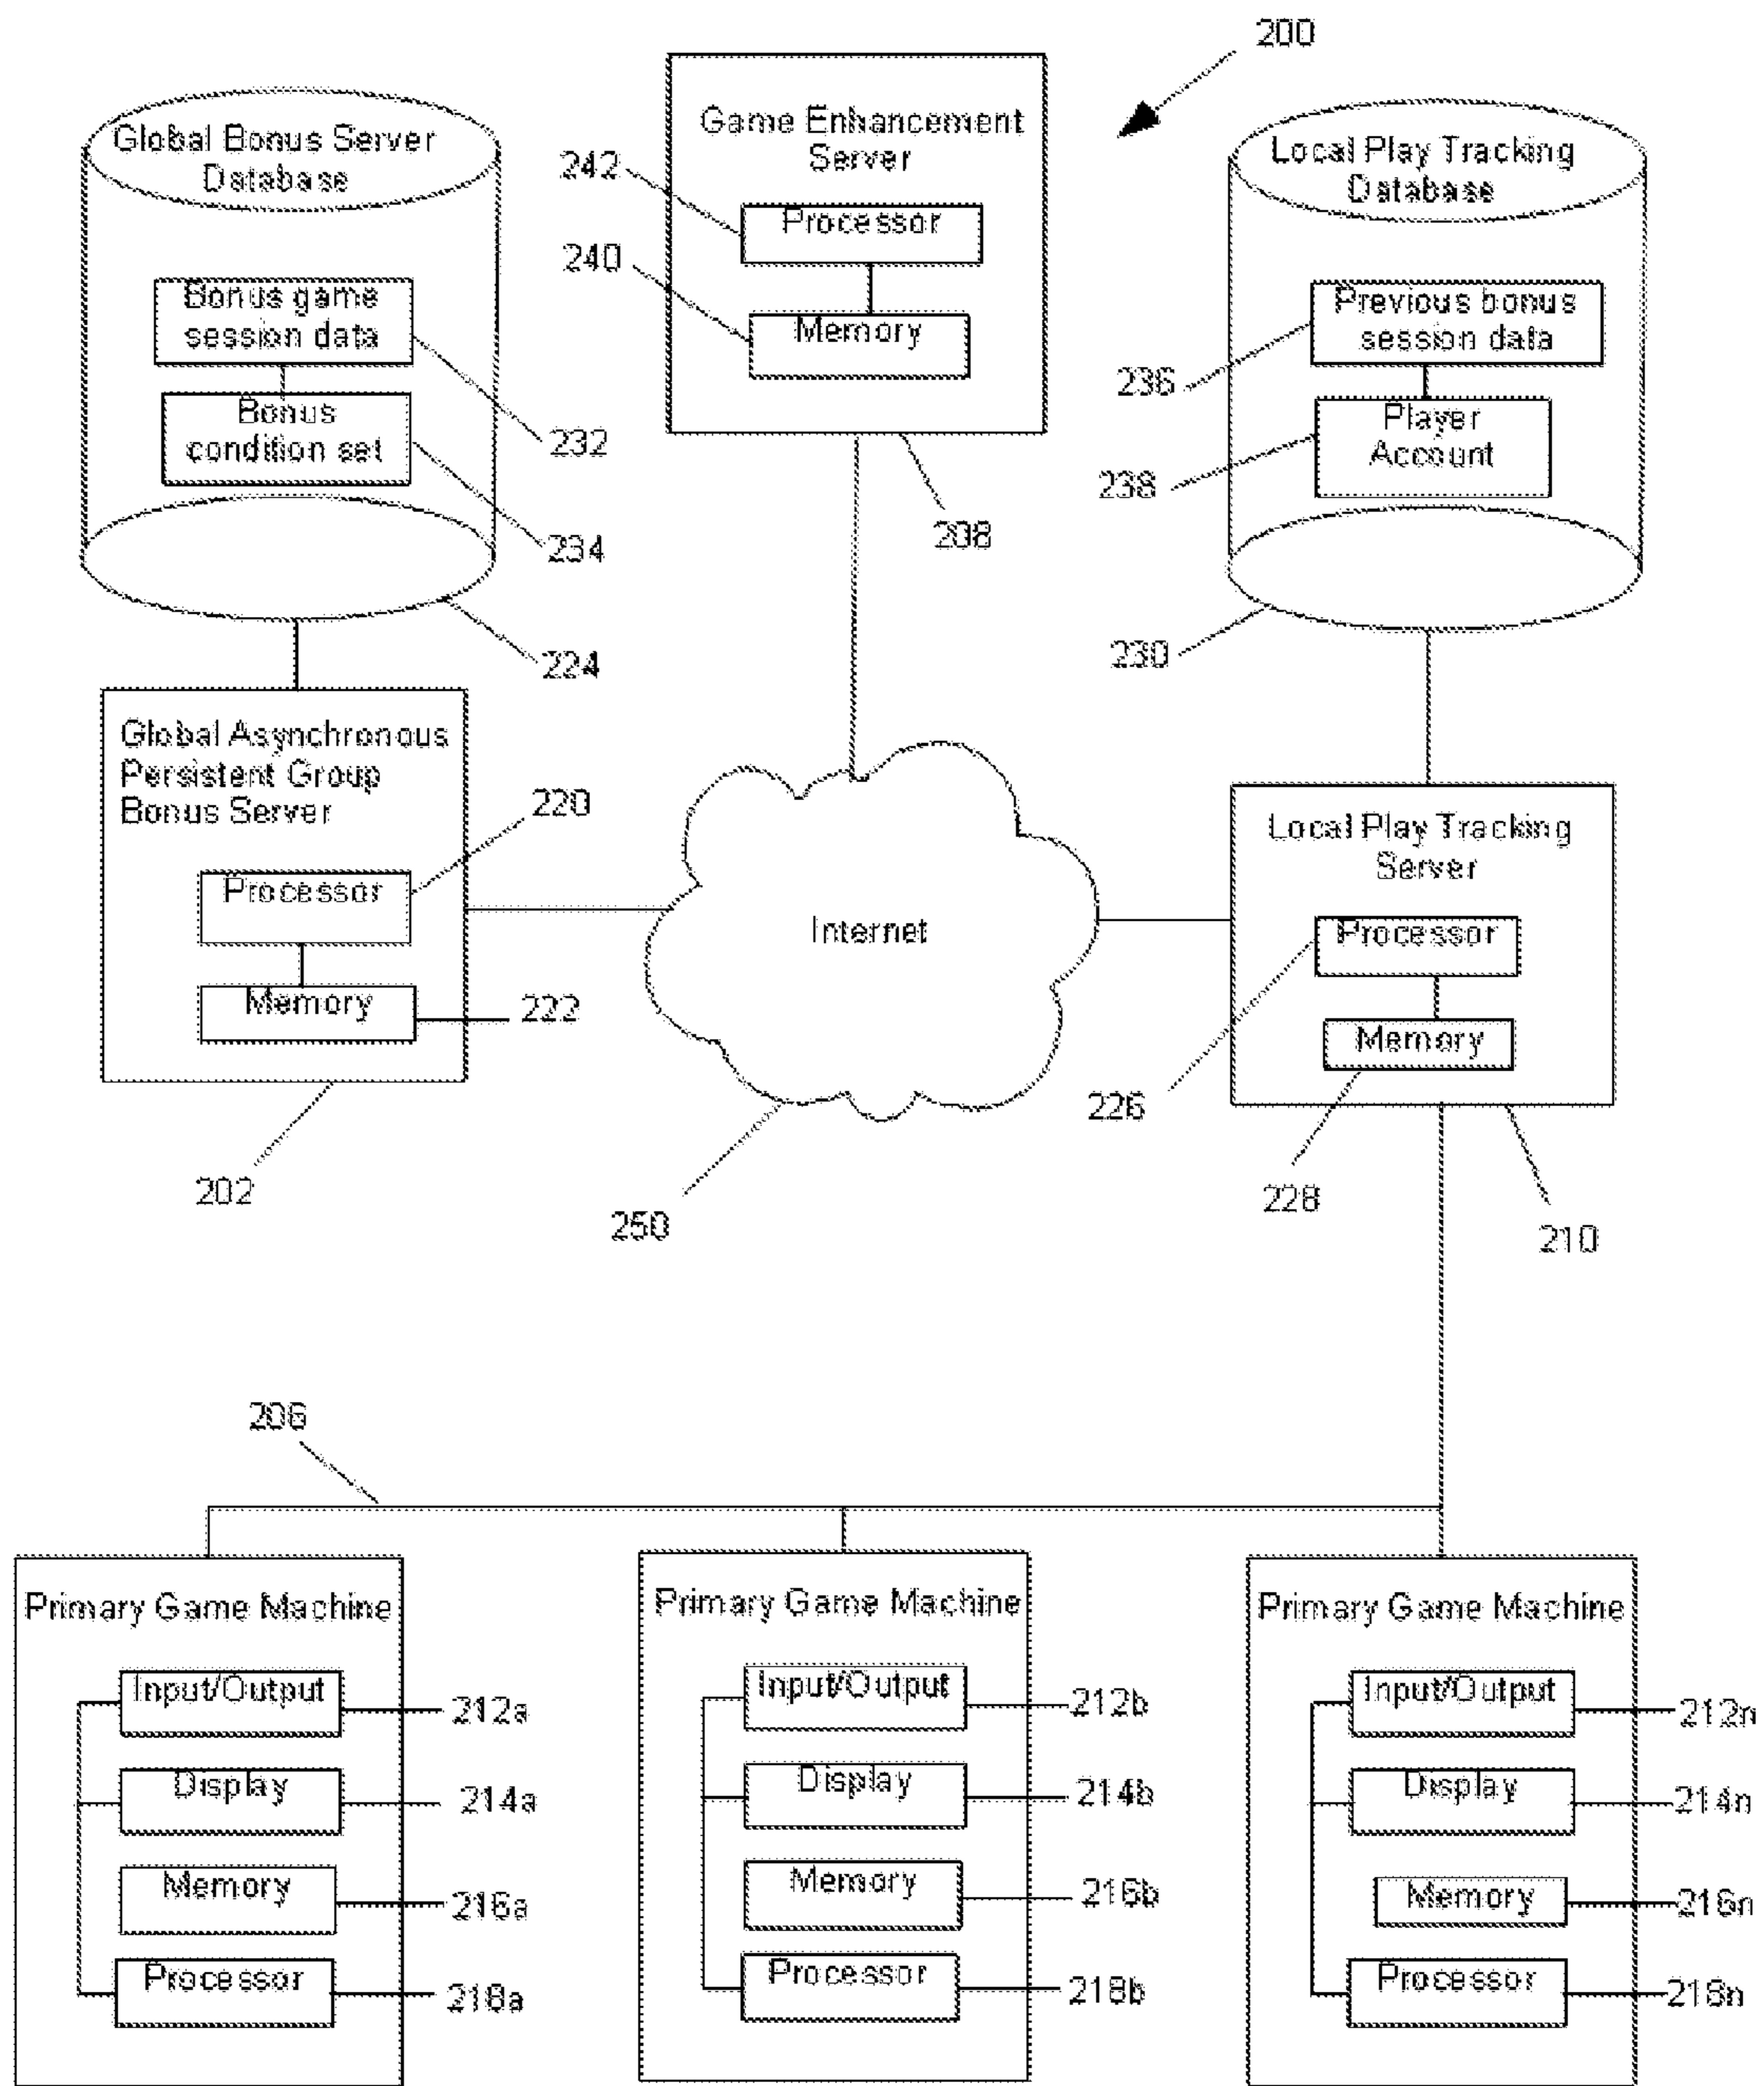 200
Global Bonus Server
Database
Bonus game
session data
Bonus
condition set
232
234
224
Game Enhancement
Server
242
Processor
240
Memory
208
Local Play Tracking
Database
Previous bonus
session data
236
Player
Account
238
230
Global Asynchronous
Persistent Group
Bonus Server
220
Processor
Memory
222
202
Internet
250
Local Play Tracking
Server
Processor
Memory
226
228
210
206
Primary Game Machine
Input/Output
212a
Display
214a
Memory
216a
Processor
218a
Primary Game Machine
Input/Output
212b
Display
214b
Memory
216b
Processor
218b
Primary Game Machine
Input/Output
212n
Display
214n
Memory
216n
Processor
218n